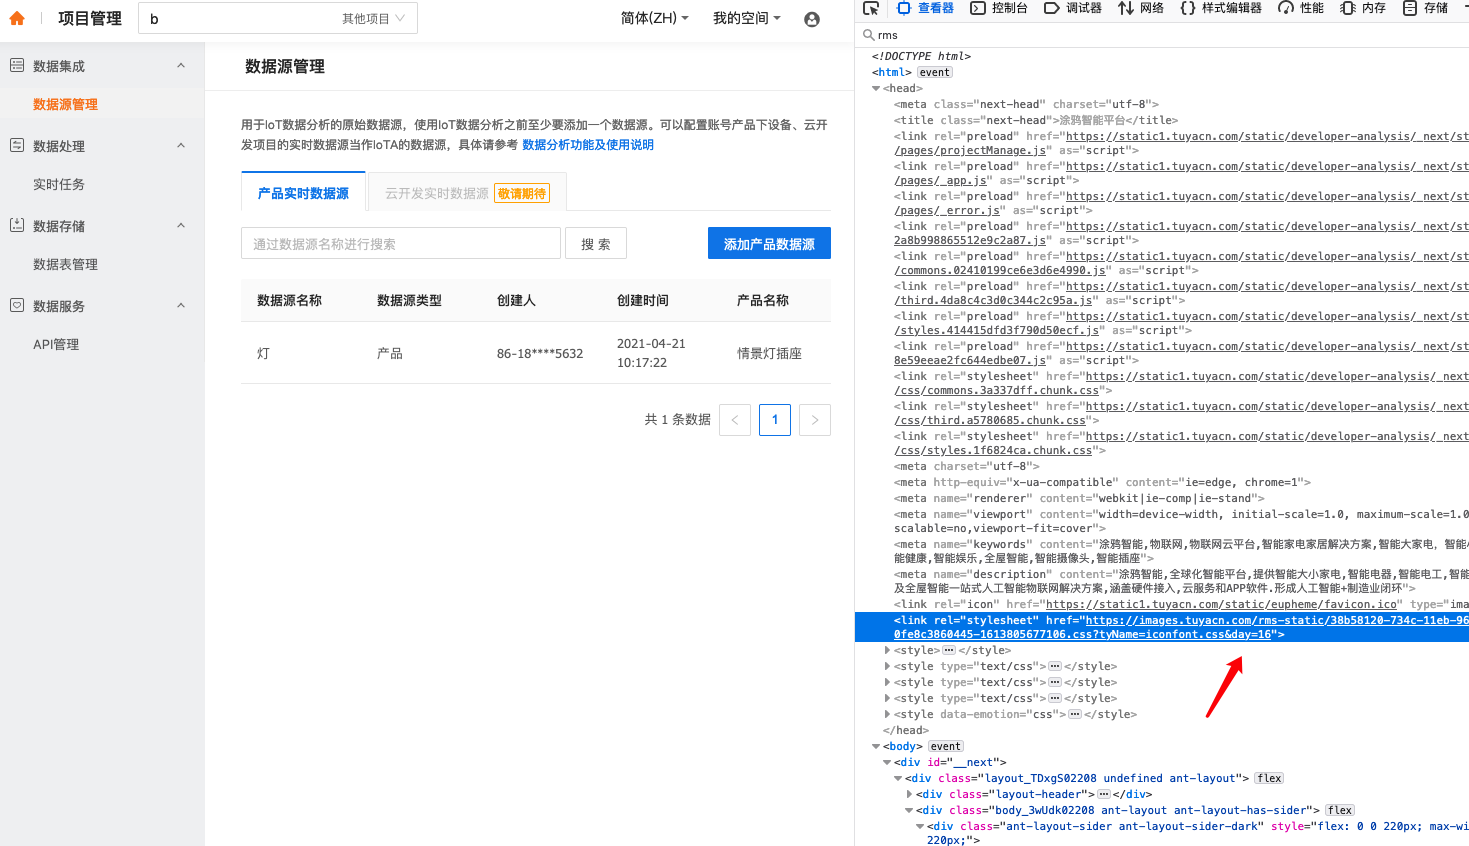 项目管理
b
其他项目
简体(ZH)
我的空间
数据集成
数据源管理
数据处理
实时任务
数据存储
数据表管理
数据服务
API管理
数据源管理
用于IoT数据分析的原始数据源，使用IoT数据分析之前至少要添加一个数据源。可以配置账号产品下设备、云开
发项目的实时数据源当作IoTA的数据源，具体请参考 数据分析功能及使用说明
产品实时数据源
云开发实时数据源 敬请期待
通过数据源名称进行搜索
搜 索
添加产品数据源
数据源名称 数据源类型 创建人 创建时间 产品名称
灯 产品 86-18****5632 2021-04-21 10:17:22 情景灯插座
共 1 条数据 < 1 >
查看器 控制台 调试器 网络 样式编辑器 性能 内存 存储
rms
<!DOCTYPE html>
<html> event
<head>
<meta class="next-head" charset="utf-8">
<title class="next-head">涂鸦智能平台</title>
<link rel="preload" href="https://static1.tuyacn.com/static/developer-analysis/_next/st
/pages/projectManage.js" as="script">
<link rel="preload" href="https://static1.tuyacn.com/static/developer-analysis/_next/st
/pages/_app.js" as="script">
<link rel="preload" href="https://static1.tuyacn.com/static/developer-analysis/_next/st
/pages/_error.js" as="script">
<link rel="preload" href="https://static1.tuyacn.com/static/developer-analysis/_next/st
2a8b998865512e9c2a87.js" as="script">
<link rel="preload" href="https://static1.tuyacn.com/static/developer-analysis/_next/st
/commons.02410199ce6e3d6e4990.js" as="script">
<link rel="preload" href="https://static1.tuyacn.com/static/developer-analysis/_next/st
/third.4da8c4c3d0c344c2c95a.js" as="script">
<link rel="preload" href="https://static1.tuyacn.com/static/developer-analysis/_next/st
/styles.414415dfd3f790d50ecf.js" as="script">
<link rel="preload" href="https://static1.tuyacn.com/static/developer-analysis/_next/st
8e59eeae2fc644edbe07.js" as="script">
<link rel="stylesheet" href="https://static1.tuyacn.com/static/developer-analysis/_next
/css/commons.3a337dff.chunk.css">
<link rel="stylesheet" href="https://static1.tuyacn.com/static/developer-analysis/_next
/css/third.a5780685.chunk.css">
<link rel="stylesheet" href="https://static1.tuyacn.com/static/developer-analysis/_next
/css/styles.1f6824ca.chunk.css">
<meta charset="utf-8">
<meta http-equiv="x-ua-compatible" content="ie=edge, chrome=1">
<meta name="renderer" content="webkit|ie-comp|ie-stand">
<meta name="viewport" content="width=device-width, initial-scale=1.0, maximum-scale=1.0
scalable=no,viewport-fit=cover">
<meta name="keywords" content="涂鸦智能,物联网,物联网云平台,智能家电家居解决方案,智能大家电，智能
能健康,智能娱乐,全屋智能,智能摄像头,智能插座">
<meta name="description" content="涂鸦智能,全球化智能平台,提供智能大小家电,智能电器,智能电工,智能
及全屋智能一站式人工智能物联网解决方案,涵盖硬件接入,云服务和APP软件.形成人工智能+制造业闭环">
<link rel="icon" href="https://static1.tuyacn.com/static/eupheme/favicon.ico" type="ima
<link rel="stylesheet" href="https://images.tuyacn.com/rms-static/38b58120-734c-11eb-96
0fe8c3860445-1613805677106.css?tyName=iconfont.css&day=16">
<style>⋯</style>
<style type="text/css">⋯</style>
<style type="text/css">⋯</style>
<style type="text/css">⋯</style>
<style data-emotion="css">⋯</style>
</head>
<body> event
<div id="__next">
<div class="layout_TDxgS02208 undefined ant-layout"> flex
<div class="layout-header">⋯</div>
<div class="body_3wUdk02208 ant-layout ant-layout-has-sider"> flex
<div class="ant-layout-sider ant-layout-sider-dark" style="flex: 0 0 220px; max-wi
220px;">